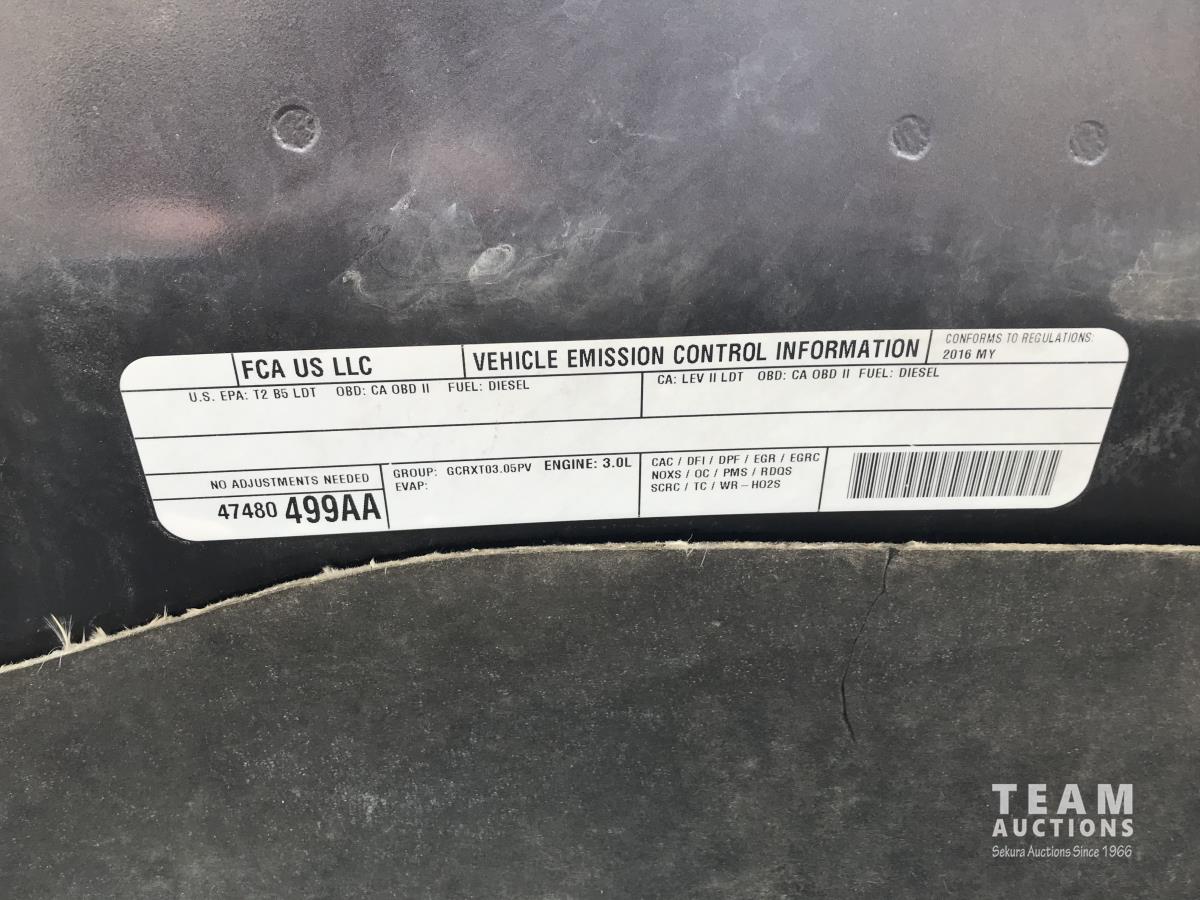 FCA US LLC
VEHICLE EMISSION CONTROL INFORMATION
CONFORMS TO REGULATIONS:
2016 MY
U.S. EPA: T2 B5 LDT OBD: CA OBD II FUEL: DIESEL
CA: LEV II LDT OBD: CA OBD II FUEL: DIESEL
NO ADJUSTMENTS NEEDED
47480 499AA
GROUP: GCRXT03.05PV ENGINE: 3.0L
EVAP:
CAC / DFI / DPF / EGR / EGRC
NOXS / OC / PMS / RDQS
SCRC / TC / WR-HO2S
TEAM
AUCTIONS
Sekura Auctions Since 1966